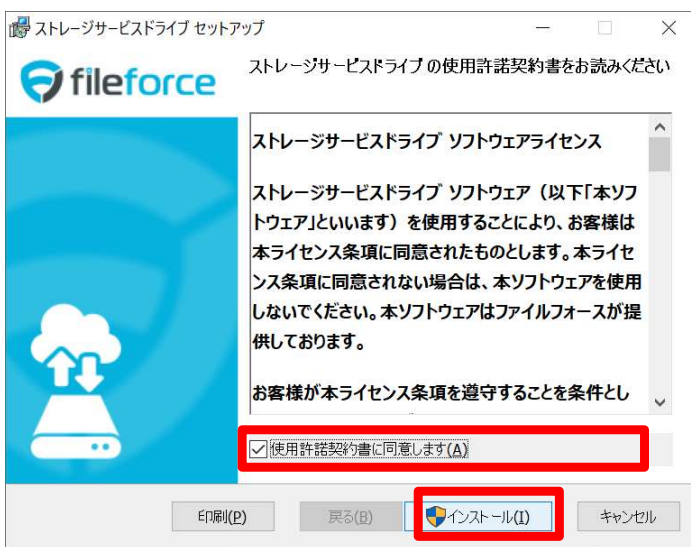 ストレージサービスドライブ セットアップ
fileforce
ストレージサービスドライブ の使用許諾契約書をお読みください
ストレージサービスドライブ ソフトウェアライセンス
ストレージサービスドライブ ソフトウェア（以下「本ソフ
トウェア」といいます）を使用することにより、お客様は
本ライセンス条項に同意されたものとします。本ライセ
ンス条項に同意されない場合は、本ソフトウェアを使用
しないでください。本ソフトウェアはファイルフォースが提
供しております。
お客様が本ライセンス条項を遵守することを条件とし
使用許諾契約書に同意します(A)
印刷(P)
戻る(B)
インストール(I)
キャンセル